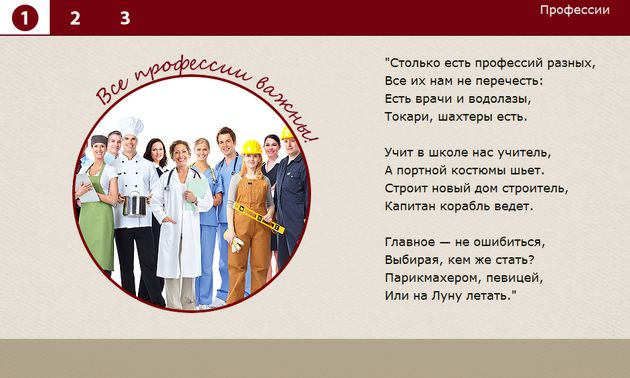 1 2 3
Профессии
Все профессии важны!
"Столько есть профессий разных,
Все их нам не перечесть:
Есть врачи и водолазы,
Токари, шахтеры есть.
Учит в школе нас учитель,
А портной костюмы шьет.
Строит новый дом строитель,
Капитан корабль ведет.
Главное — не ошибиться,
Выбирая, кем же стать?
Парикмахером, певицей,
Или на Луну летать."